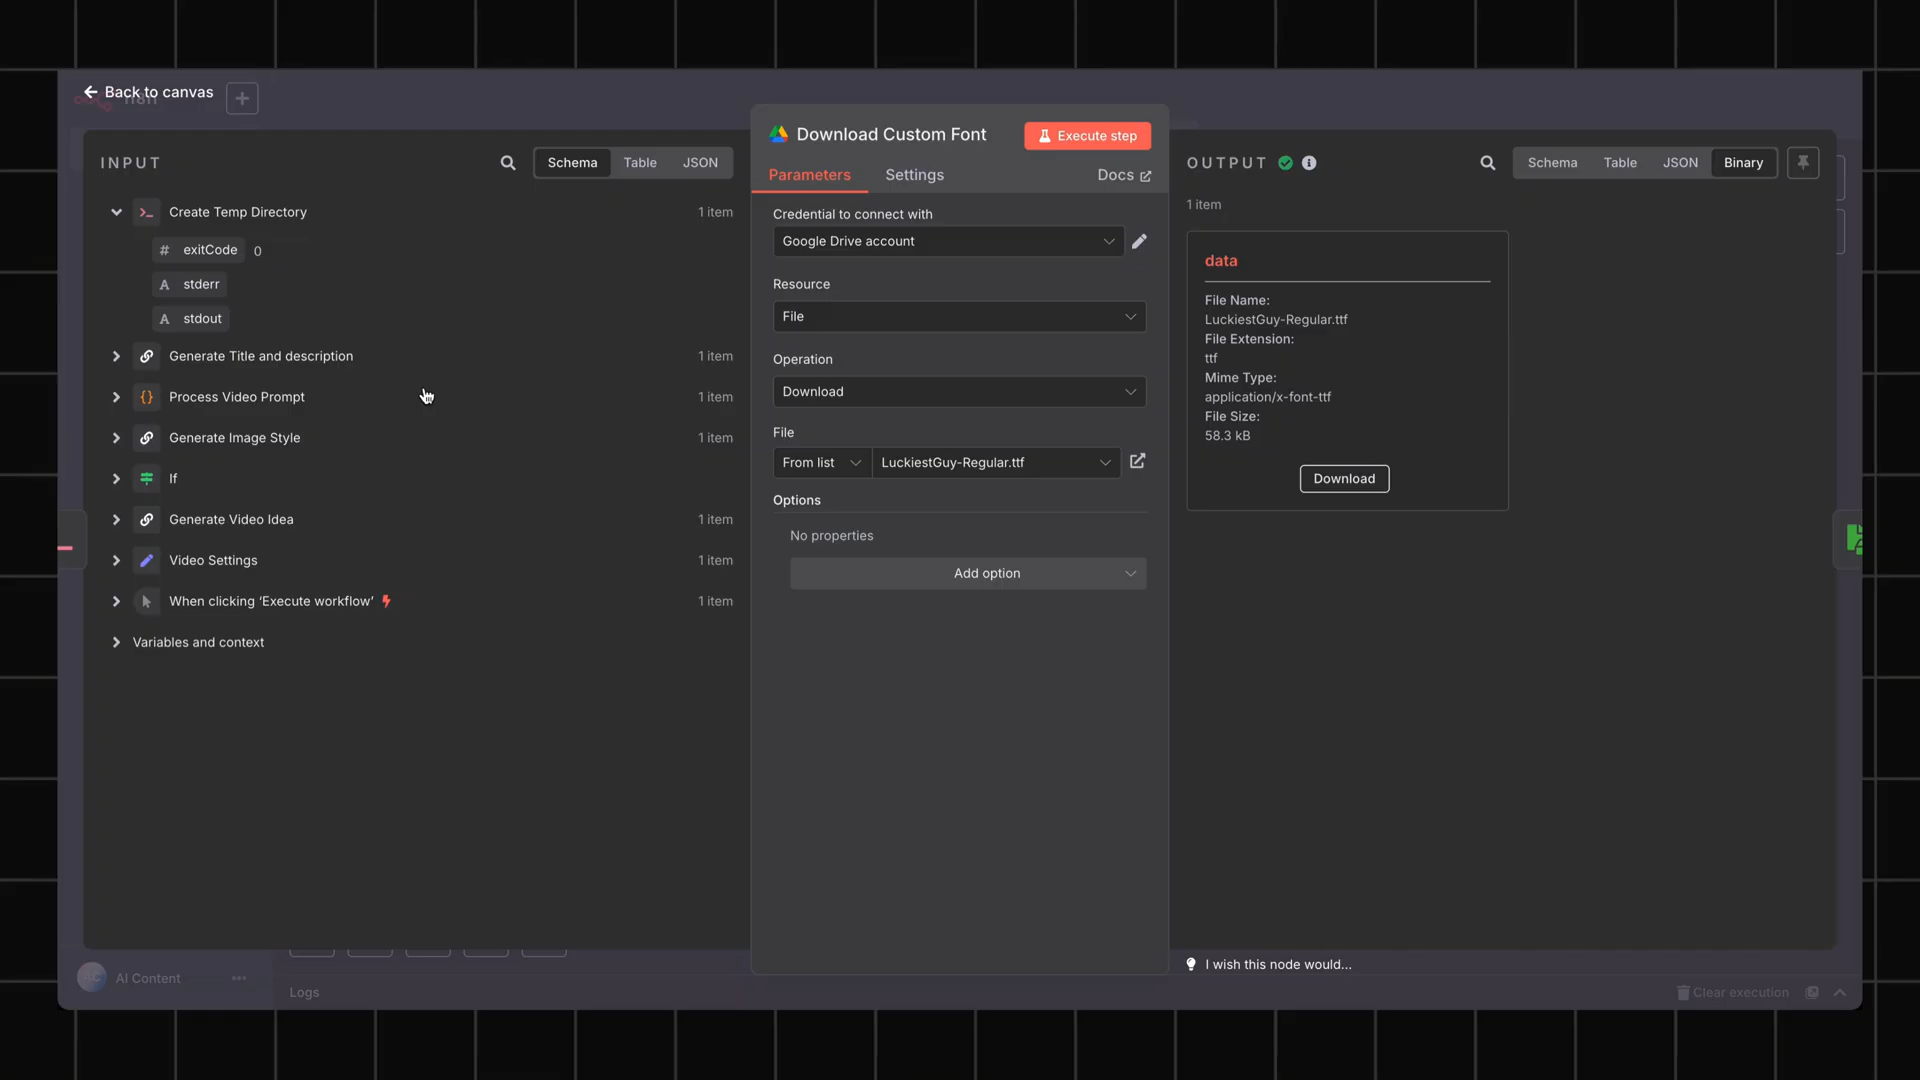 Back to canvas
n8n
INPUT
Schema
Table
JSON
Create Temp Directory
1 item
# exitCode 0
A stderr
A stdout
Generate Title and description
1 item
Process Video Prompt
1 item
Generate Image Style
1 item
If
Generate Video Idea
1 item
Video Settings
1 item
When clicking ‘Execute workflow’
1 item
Variables and context
Download Custom Font
Execute step
Parameters
Settings
Docs
Credential to connect with
Google Drive account
Resource
File
Operation
Download
File
From list
LuckiestGuy-Regular.ttf
Options
No properties
Add option
OUTPUT
Schema
Table
JSON
Binary
1 item
data
File Name:
LuckiestGuy-Regular.ttf
File Extension:
ttf
Mime Type:
application/x-font-ttf
File Size:
58.3 kB
Download
I wish this node would...
AC
AI Content
Logs
Clear execution